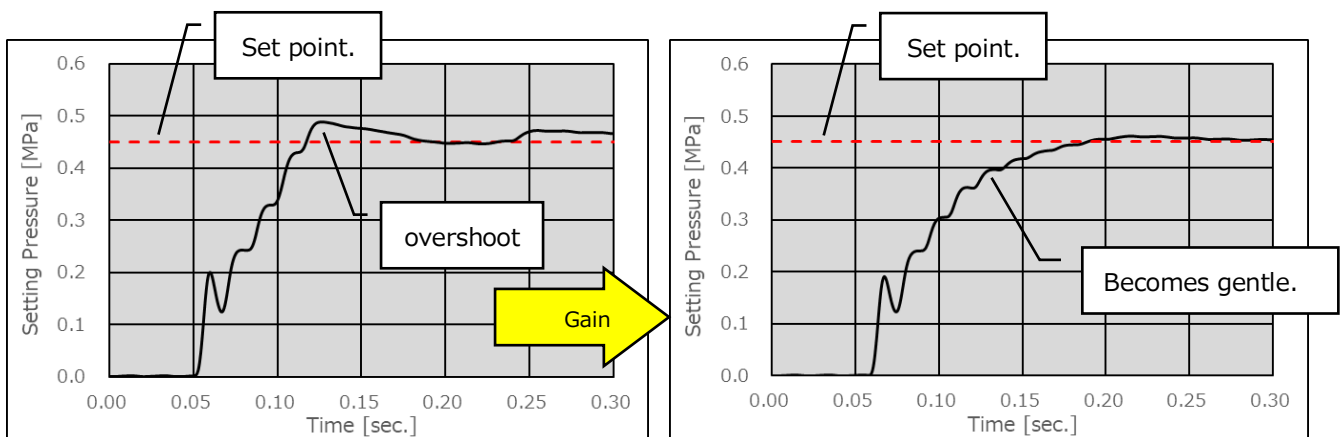 Set point.
0.6
0.5
0.4
0.3
0.2
0.1
0.0
Setting Pressure [MPa]
overshoot
0.00 0.05 0.10 0.15 0.20 0.25 0.30
Time [sec.]
Gain
Set point.
0.6
0.5
0.4
0.3
0.2
0.1
0.0
Setting Pressure [MPa]
Becomes gentle.
0.00 0.05 0.10 0.15 0.20 0.25 0.30
Time [sec.]